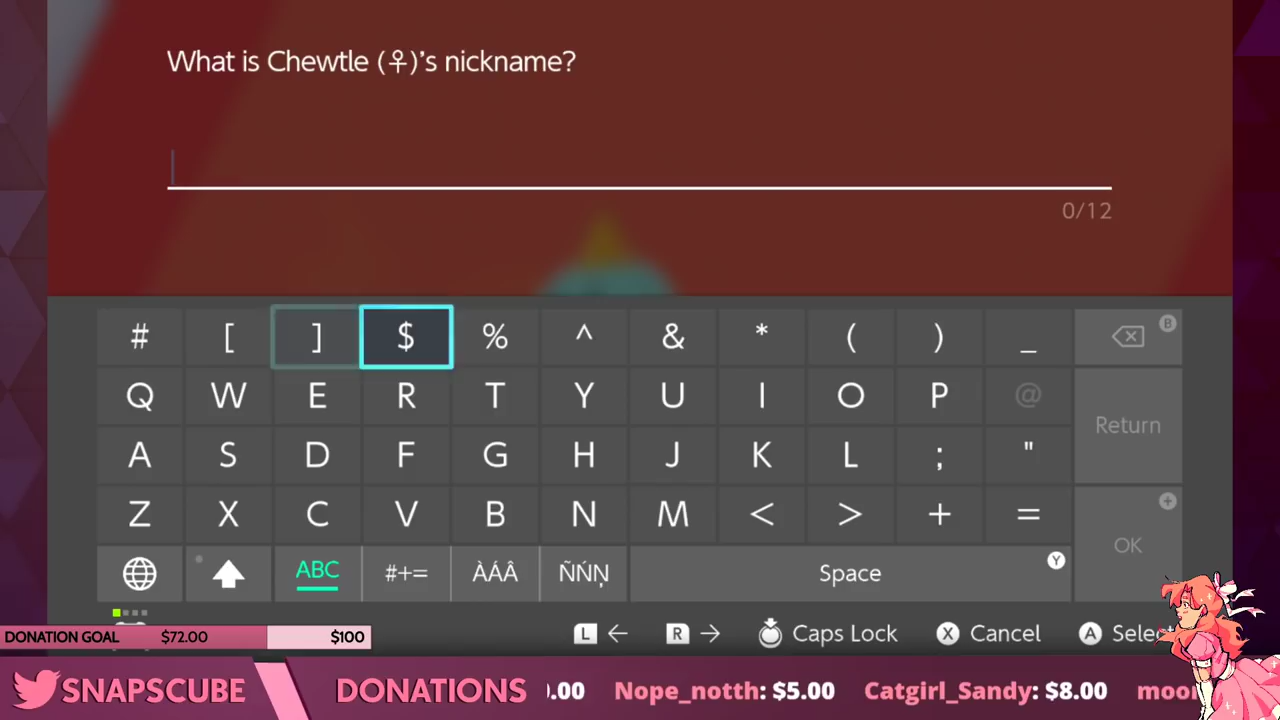 What is Chewtle (♀)'s nickname?
0/12
# [ ] $ % ^ & * ( ) _ B
Q W E R T Y U I O P @ Return
A S D F G H J K L ; "
Z X C V B N M < > + = OK
ABC #+= ÀÁÂ ÑŃŅ Space Y
L ← R → Caps Lock X Cancel A Selec
DONATION GOAL $72.00 $100
SNAPSCUBE DONATIONS .00 Nope_notth: $5.00 Catgirl_Sandy: $8.00 moo